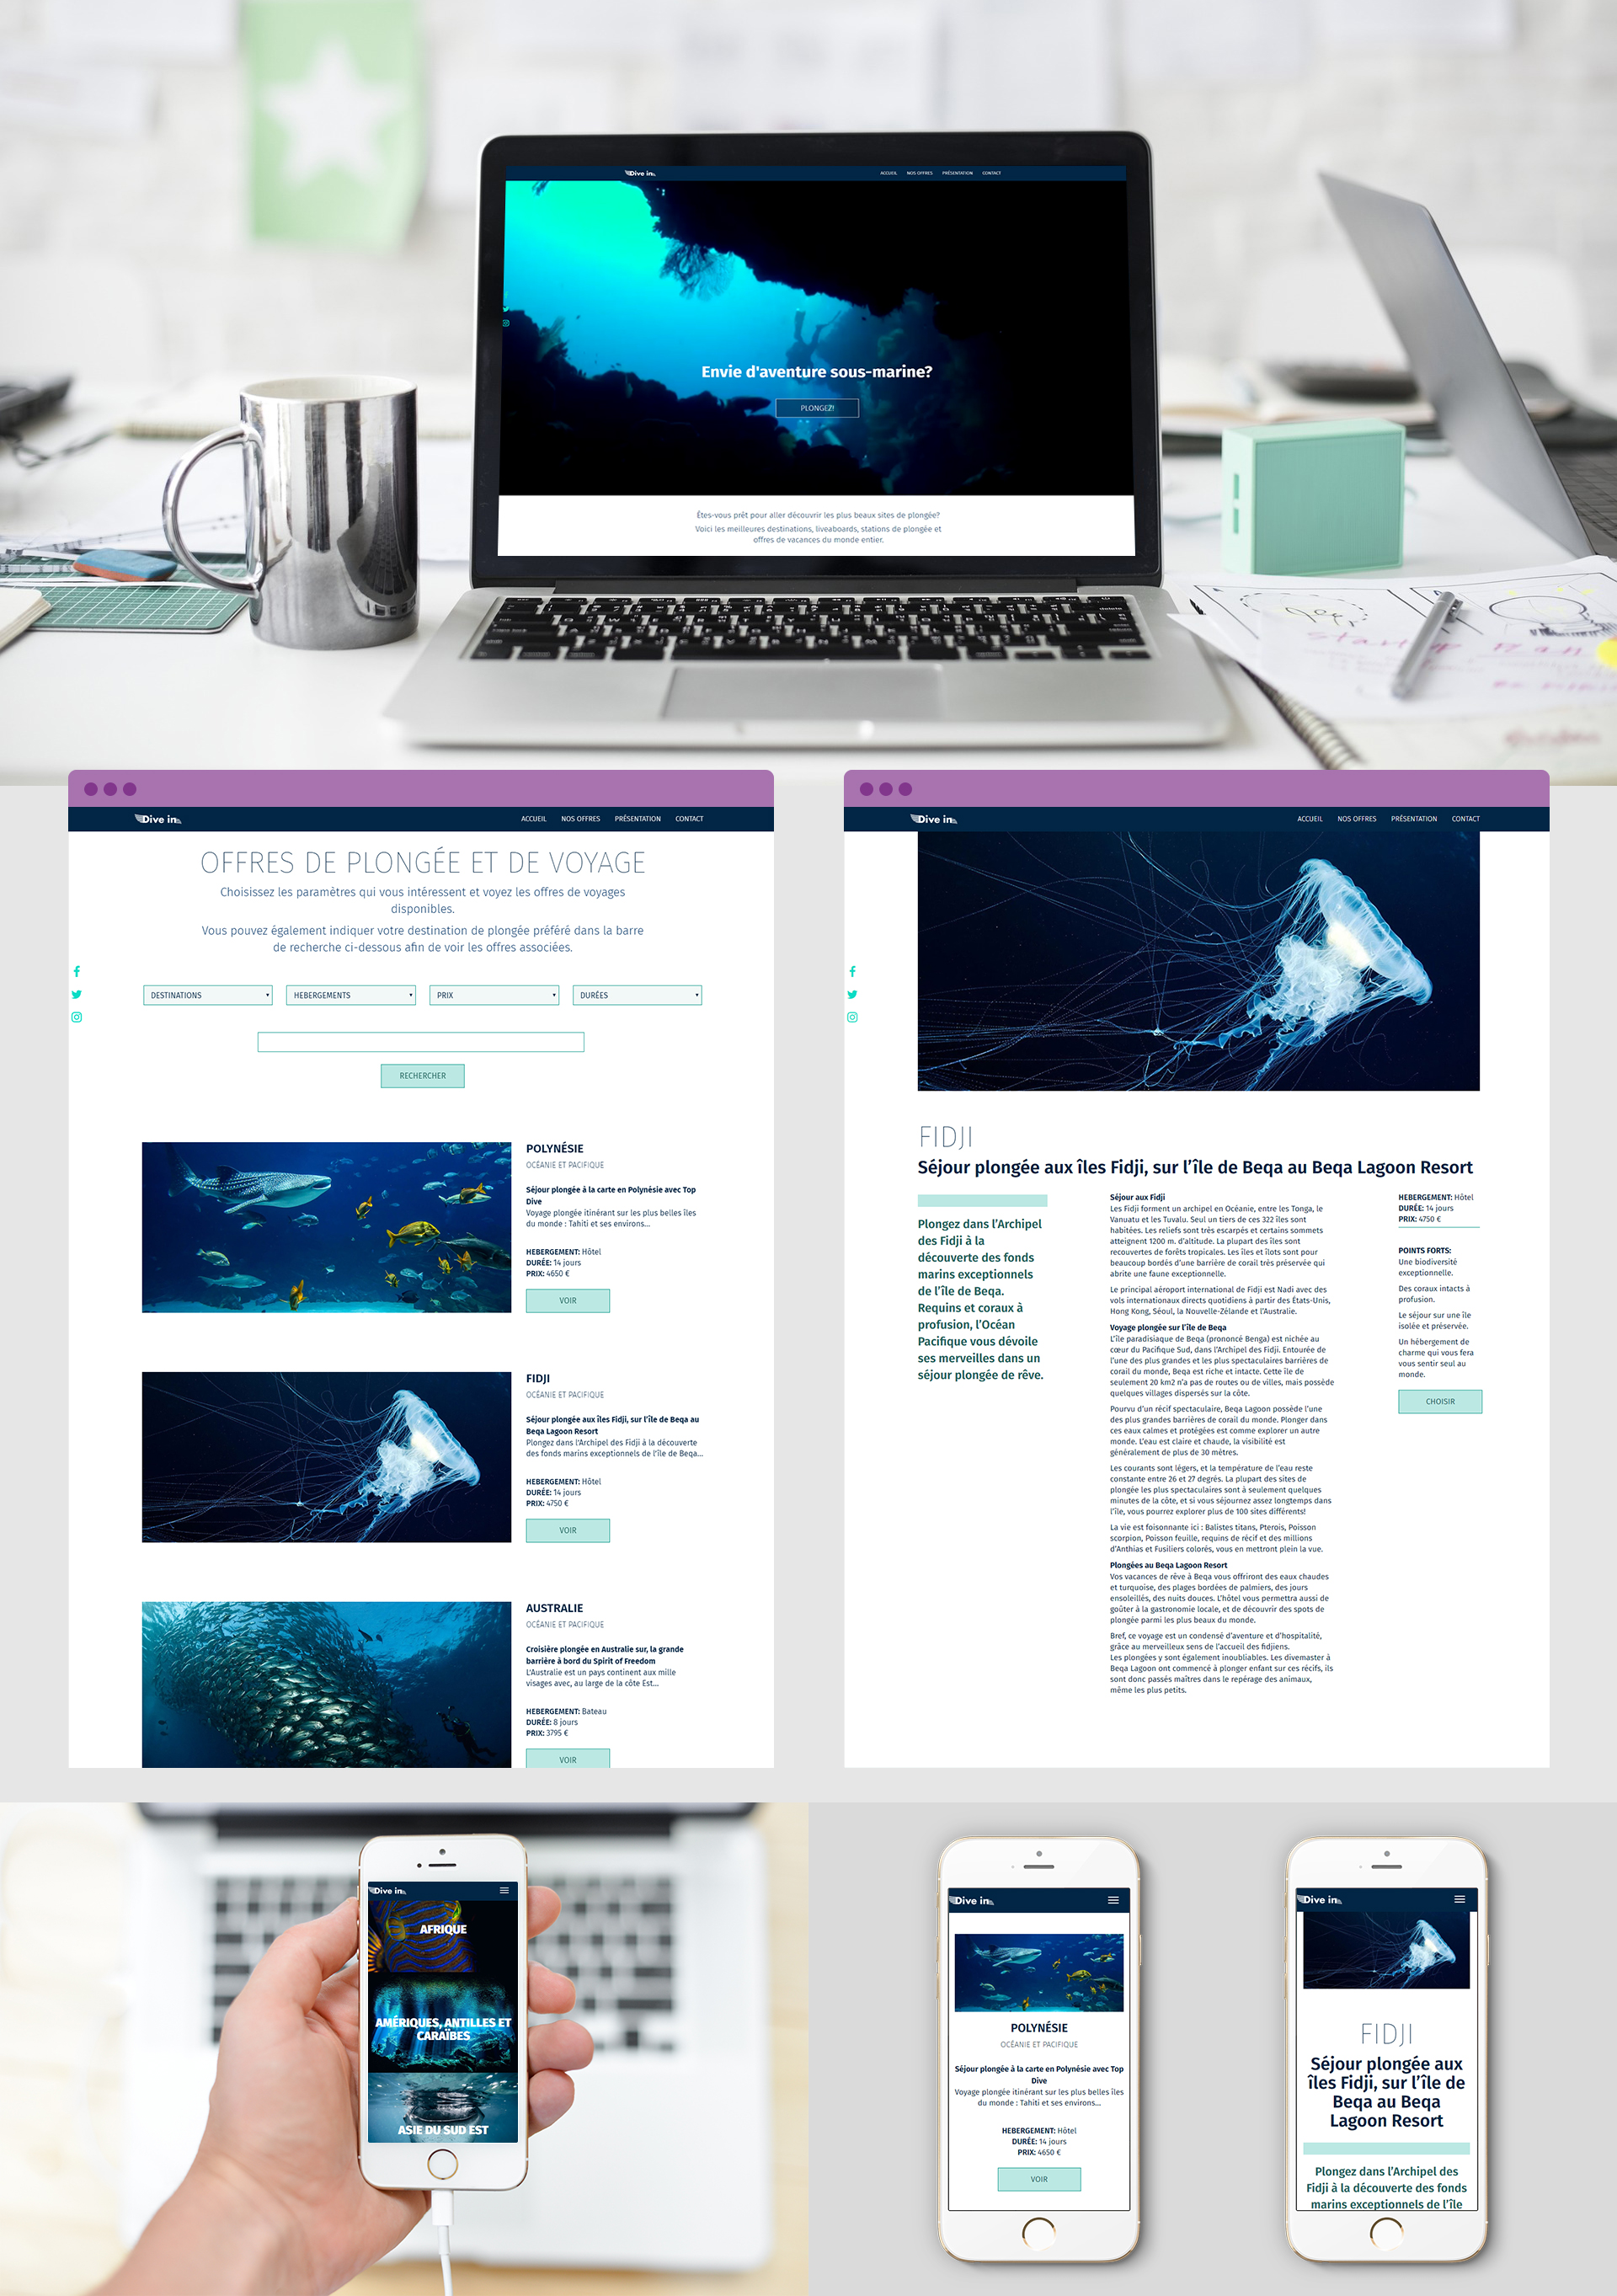 Dive in
ACCUEIL NOS OFFRES PRÉSENTATION CONTACT
Envie d'aventure sous-marine?
PLONGEZ!
Êtes-vous prêt pour aller découvrir les plus beaux sites de plongée?
Voici les meilleures destinations, liveaboards, stations de plongée et
offres de vacances du monde entier.
Dive in
ACCUEIL NOS OFFRES PRÉSENTATION CONTACT
OFFRES DE PLONGÉE ET DE VOYAGE
Choisissez les paramètres qui vous intéressent et voyez les offres de voyages
disponibles.
Vous pouvez également indiquer votre destination de plongée préféré dans la barre
de recherche ci-dessous afin de voir les offres associées.
DESTINATIONS HEBERGEMENTS PRIX DURÉES
RECHERCHER
POLYNÉSIE
OCÉANIE ET PACIFIQUE
Séjour plongée à la carte en Polynésie avec Top
Dive
Voyage plongée itinérant sur les plus belles îles
du monde : Tahiti et ses environs...
HEBERGEMENT: Hôtel
DURÉE: 14 jours
PRIX: 4650 €
VOIR
FIDJI
OCÉANIE ET PACIFIQUE
Séjour plongée aux îles Fidji, sur l'île de Beqa au
Beqa Lagoon Resort
Plongez dans l'Archipel des Fidji à la découverte
des fonds marins exceptionnels de l'île de Beqa...
HEBERGEMENT: Hôtel
DURÉE: 14 jours
PRIX: 4750 €
VOIR
AUSTRALIE
OCÉANIE ET PACIFIQUE
Croisière plongée en Australie sur, la grande
barrière à bord du Spirit of Freedom
L'Australie est un pays continent aux mille
visages avec, au large de la côte Est...
HEBERGEMENT: Bateau
DURÉE: 8 jours
PRIX: 3795 €
VOIR
Dive in
ACCUEIL NOS OFFRES PRÉSENTATION CONTACT
FIDJI
Séjour plongée aux îles Fidji, sur l'île de Beqa au Beqa Lagoon Resort
Plongez dans l'Archipel
des Fidji à la
découverte des fonds
marins exceptionnels
de l'île de Beqa.
Requins et coraux à
profusion, l'Océan
Pacifique vous dévoile
ses merveilles dans un
séjour plongée de rêve.
Séjour aux Fidji
Les Fidji forment un archipel en Océanie, entre les Tonga, le
Vanuatu et les Tuvalu. Seul un tiers de ces 322 îles sont
habitées. Les reliefs sont très escarpés et certains sommets
atteignent 1200 m. d'altitude. La plupart des îles sont
recouvertes de forêts tropicales. Les îles et îlots sont pour
beaucoup bordés d'une barrière de corail très préservée qui
abrite une faune exceptionnelle.
Le principal aéroport international de Fidji est Nadi avec des
vols internationaux directs quotidiens à partir des États-Unis,
Hong Kong, Séoul, la Nouvelle-Zélande et l'Australie.
Voyage plongée sur l'île de Beqa
L'île paradisiaque de Beqa (prononcé Benga) est nichée au
cœur du Pacifique Sud, dans l'Archipel des Fidji. Entourée de
l'une des plus grandes et les plus spectaculaires barrières de
corail du monde, Beqa est riche et intacte. Cette île de
seulement 20 km2 n'a pas de routes ou de villes, mais possède
quelques villages dispersés sur la côte.
Pourvu d'un récif spectaculaire, Beqa Lagoon possède l'une
des plus grandes barrières de corail du monde. Plonger dans
ces eaux calmes et protégées est comme explorer un autre
monde. L'eau est claire et chaude, la visibilité est
généralement de plus de 30 mètres.
Les courants sont légers, et la température de l'eau reste
constante entre 26 et 27 degrés. La plupart des sites de
plongée les plus spectaculaires sont à seulement quelques
minutes de la côte, et si vous séjournez assez longtemps dans
l'île, vous pourrez explorer plus de 100 sites différents!
La vie est foisonnante ici : Balistes titans, Pterois, Poisson
scorpion, Poisson feuille, requins de récif et des millions
d'Anthias et Fusiliers colorés, vous en mettront plein la vue.
Plongées au Beqa Lagoon Resort
Vos vacances de rêve à Beqa vous offriront des eaux chaudes
et turquoise, des plages bordées de palmiers, des jours
ensoleillés, des nuits douces. L'hôtel vous permettra aussi de
goûter à la gastronomie locale, et de découvrir des spots de
plongée parmi les plus beaux du monde.
Bref, ce voyage est un condensé d'aventure et d'hospitalité,
grâce au merveilleux sens de l'accueil des fidjiens.
Les plongées y sont également inoubliables. Les divemaster à
Beqa Lagoon ont commencé à plonger enfant sur ces récifs, ils
sont donc passés maîtres dans le repérage des animaux,
même les plus petits.
HEBERGEMENT: Hôtel
DURÉE: 14 jours
PRIX: 4750 €
POINTS FORTS:
Une biodiversité
exceptionnelle.
Des coraux intacts à
profusion.
Le séjour sur une île
isolée et préservée.
Un hébergement de
charme qui vous fera
vous sentir seul au
monde.
CHOISIR
Dive in
AFRIQUE
AMÉRIQUES, ANTILLES ET
CARAÏBES
ASIE DU SUD EST
Dive in
POLYNÉSIE
OCÉANIE ET PACIFIQUE
Séjour plongée à la carte en Polynésie avec Top
Dive
Voyage plongée itinérant sur les plus belles îles
du monde : Tahiti et ses environs...
HEBERGEMENT: Hôtel
DURÉE: 14 jours
PRIX: 4650 €
VOIR
Dive in
FIDJI
Séjour plongée aux
îles Fidji, sur l'île de
Beqa au Beqa
Lagoon Resort
Plongez dans l'Archipel des
Fidji à la découverte des fonds
marins exceptionnels de l'île